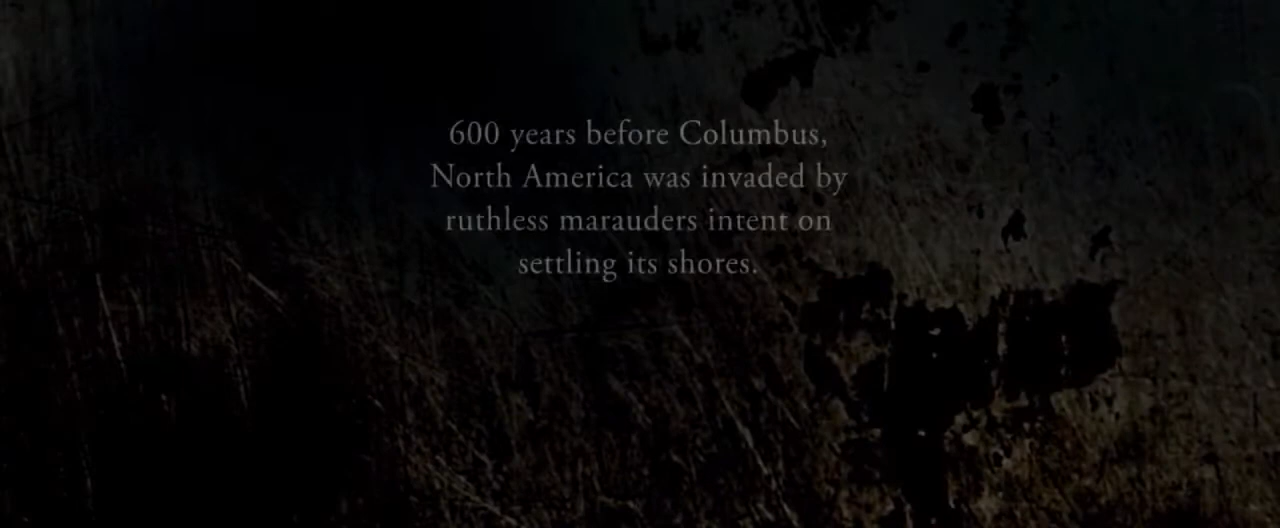 600 years before Columbus,
North America was invaded by
ruthless marauders intent on
settling its shores.